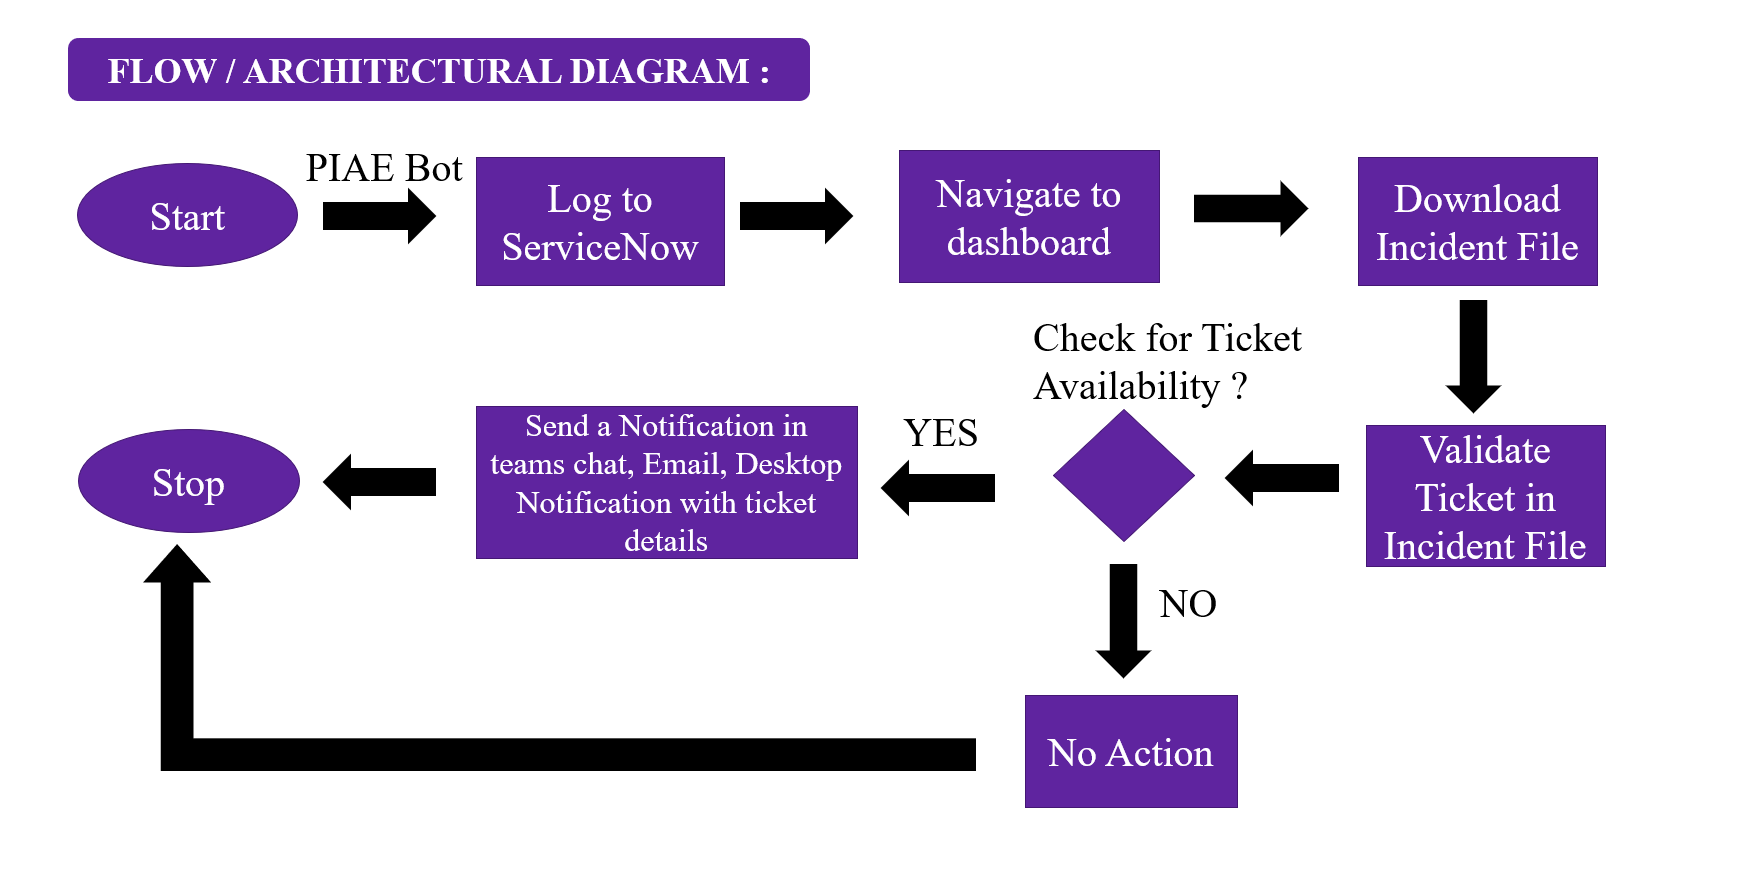 FLOW / ARCHITECTURAL DIAGRAM :
Start
PIAE Bot
Log to
ServiceNow
Navigate to
dashboard
Download
Incident File
Validate
Ticket in
Incident File
Check for Ticket
Availability ?
YES
Send a Notification in
teams chat, Email, Desktop
Notification with ticket
details
Stop
NO
No Action